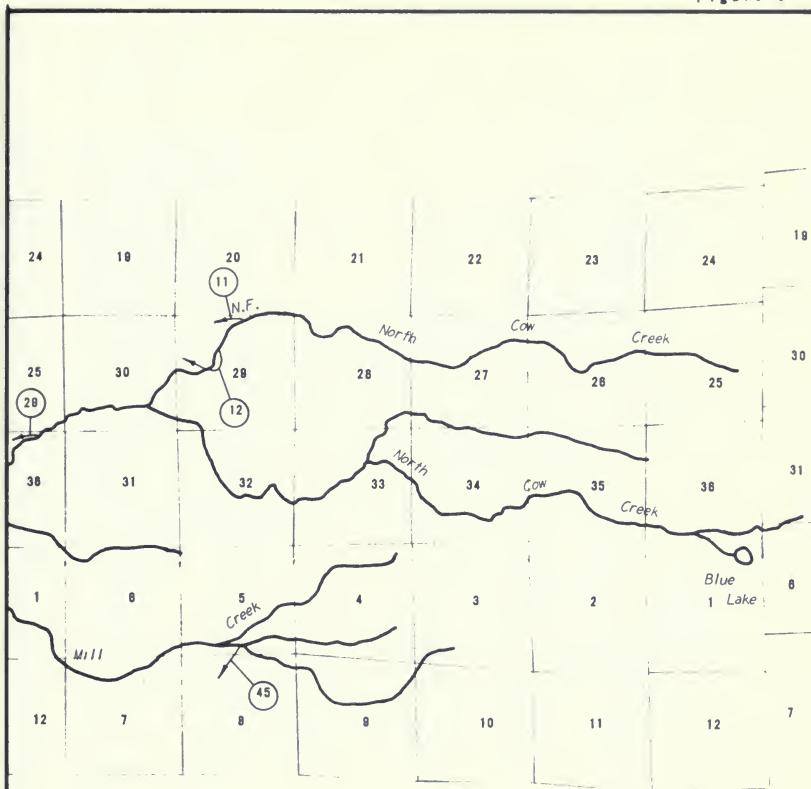 19
24 19 20 21 22 23 24
11
N.F.
North Cow Creek
30
25 30 29 28 27 26 25
28 12
36 31 32 33 34 35 36 31
North Cow Creek
Blue Lake
1 6 5 4 3 2 1 6
Creek
Mill
45
12 7 8 9 10 11 12 7